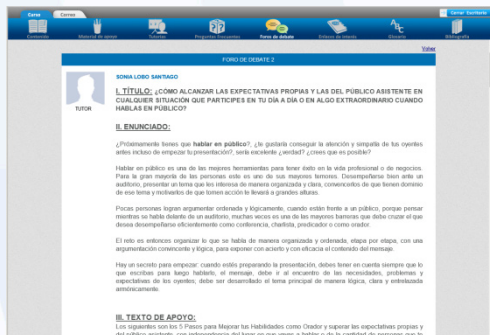 Curso
Correo
Cerrar Escritorio
Contenido
Material de apoyo
Tutorías
Preguntas Frecuentes
Foros de debate
Enlaces de interés
Glosario
Bibliografía
Volver
FORO DE DEBATE 2
SONIA LOBO SANTIAGO
TUTOR
I. TÍTULO: ¿CÓMO ALCANZAR LAS EXPECTATIVAS PROPIAS Y LAS DEL PÚBLICO ASISTENTE EN
CUALQUIER SITUACIÓN QUE PARTICIPES EN TU DÍA A DÍA O EN ALGO EXTRAORDINARIO CUANDO
HABLAS EN PÚBLICO?
II. ENUNCIADO:
¿Próximamente tienes que hablar en público?, ¿te gustaría conseguir la atención y simpatía de tus oyentes
antes incluso de empezar tu presentación?, sería excelente ¿verdad? ¿crees que es posible?
Hablar en público es una de las mejores herramientas para tener éxito en la vida profesional o de negocios.
Para la gran mayoría de las personas este es uno de sus mayores temores. Desempeñarse bien ante un
auditorio, presentar un tema que les interesa de manera organizada y clara, convencerlos de que tienen dominio
de ese tema y motivarlos de que tomen acción te llevará a grandes alturas.
Pocas personas logran argumentar ordenada y lógicamente, cuando están frente a un público, porque pensar
mientras se habla delante de un auditorio, muchas veces es una de las mayores barreras que debe cruzar el que
desea desempeñarse eficientemente como conferencia, charlista, predicador o como orador.
El reto es entonces organizar lo que se habla de manera organizada y ordenada, etapa por etapa, con una
argumentación convincente y lógica, para exponer con acierto y con eficacia el contenido del mensaje.
Hay un secreto para empezar: cuando estés preparando la presentación, debes tener en cuenta siempre que lo
que escribas para luego hablarlo, el mensaje, debe ir al encuentro de las necesidades, problemas y
expectativas de los oyentes; debe ser desarrollado el tema principal de manera lógica, clara y entrelazada
armónicamente.
III. TEXTO DE APOYO:
Los siguientes son los 5 Pasos para Mejorar tus Habilidades como Orador y superar las expectativas propias y